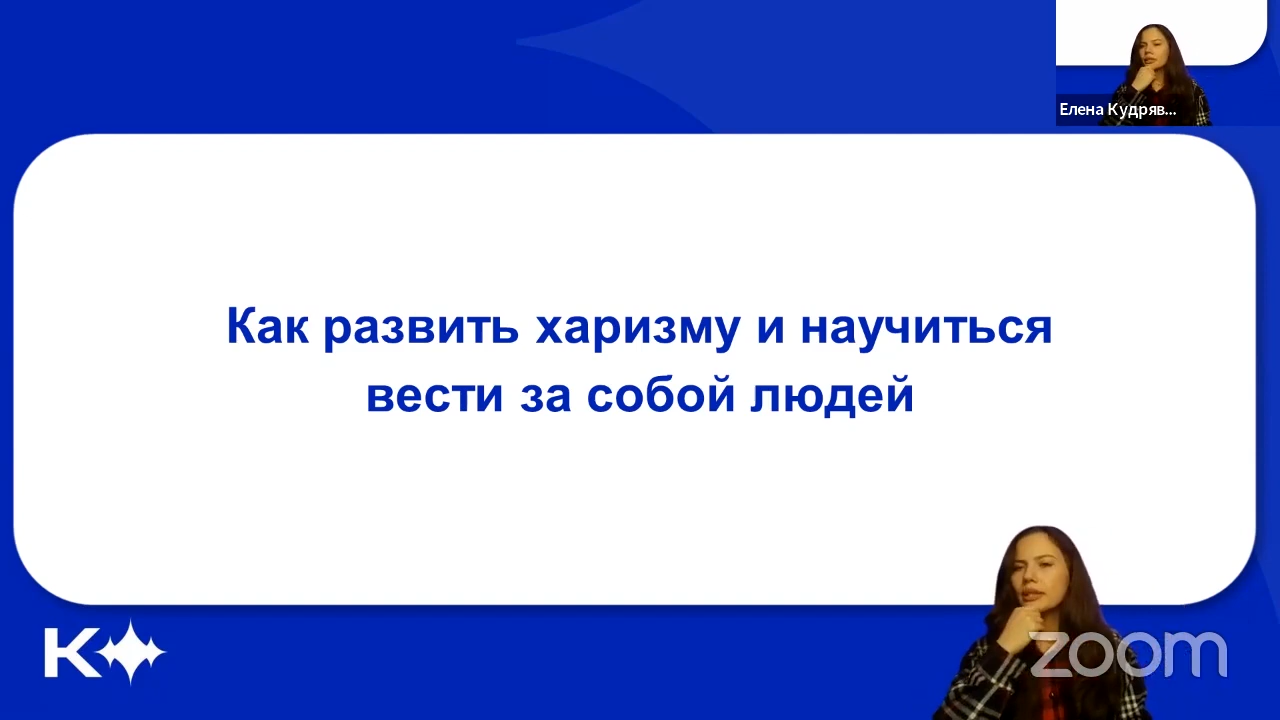 Елена Кудряв...
Как развить харизму и научиться
вести за собой людей
K
zoom